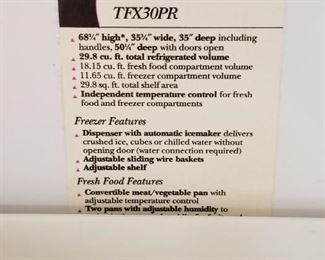 TFX30PR
68¼" high*, 35¾" wide, 35" deep including
handles, 50¼" deep with doors open
29.8 cu. ft. total refrigerated volume
18.15 cu. ft. fresh food compartment volume
11.65 cu. ft. freezer compartment volume
29.8 sq. ft. total shelf area
Independent temperature control for fresh
food and freezer compartments
Freezer Features
Dispenser with automatic icemaker delivers
crushed ice, cubes or chilled water without
opening door (water connection required)
Adjustable sliding wire baskets
Adjustable shelf
Fresh Food Features
Convertible meat/vegetable pan with
adjustable temperature control
Two pans with adjustable humidity to